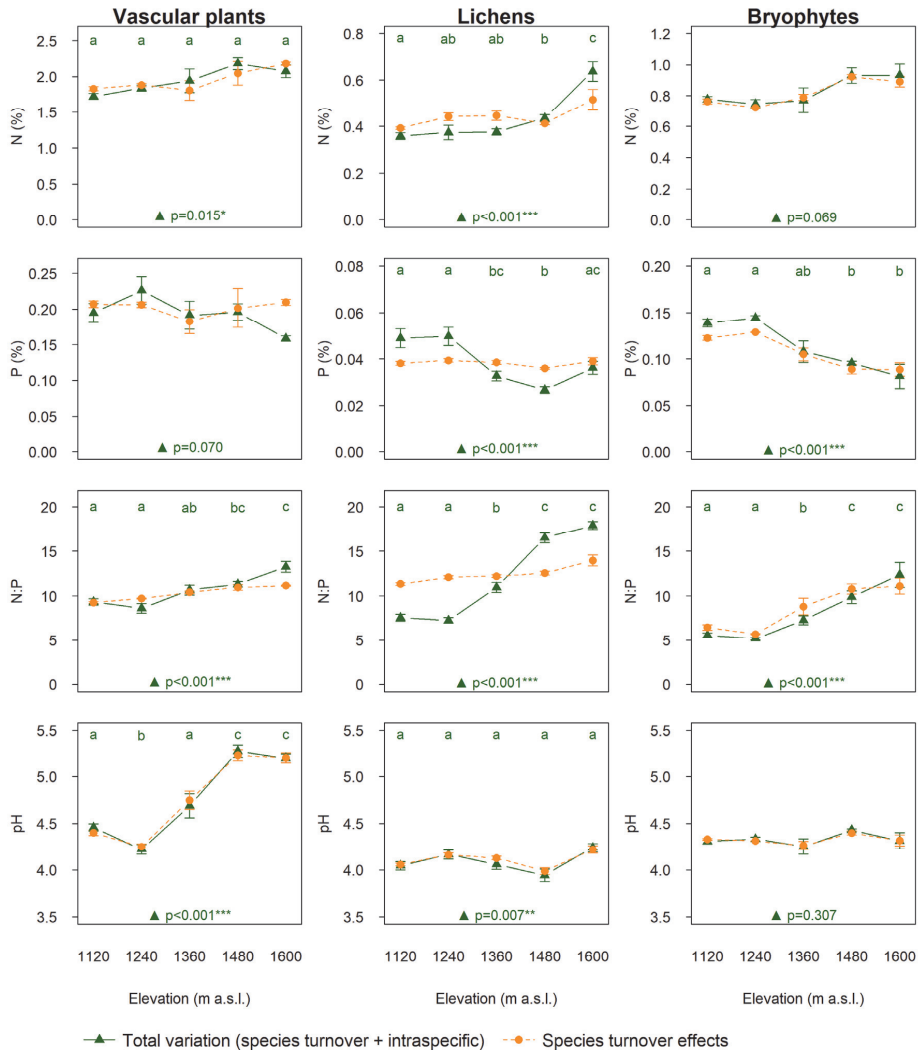 Vascular plants Lichens Bryophytes
a a a a a
2.5
2.0
1.5
1.0
0.5
0.0
N (%)
▲ p=0.015*
a ab ab b c
0.8
0.6
0.4
0.2
0.0
N (%)
▲ p<0.001***
1.2
1.0
0.8
0.6
0.4
0.2
0.0
N (%)
▲ p=0.069
0.25
0.20
0.15
0.10
0.05
0.00
P (%)
▲ p=0.070
a a bc b ac
0.08
0.06
0.04
0.02
0.00
P (%)
▲ p<0.001***
a a ab b b
0.20
0.15
0.10
0.05
0.00
P (%)
▲ p<0.001***
a a ab bc c
20
15
10
5
0
N:P
▲ p<0.001***
a a b c c
20
15
10
5
0
N:P
▲ p<0.001***
a a b c c
20
15
10
5
0
N:P
▲ p<0.001***
a b a c c
5.5
5.0
4.5
4.0
3.5
pH
▲ p<0.001***
a a a a a
5.5
5.0
4.5
4.0
3.5
pH
▲ p=0.007**
5.5
5.0
4.5
4.0
3.5
pH
▲ p=0.307
1120 1240 1360 1480 1600 1120 1240 1360 1480 1600 1120 1240 1360 1480 1600
Elevation (m a.s.l.) Elevation (m a.s.l.) Elevation (m a.s.l.)
Total variation (species turnover + intraspecific) Species turnover effects